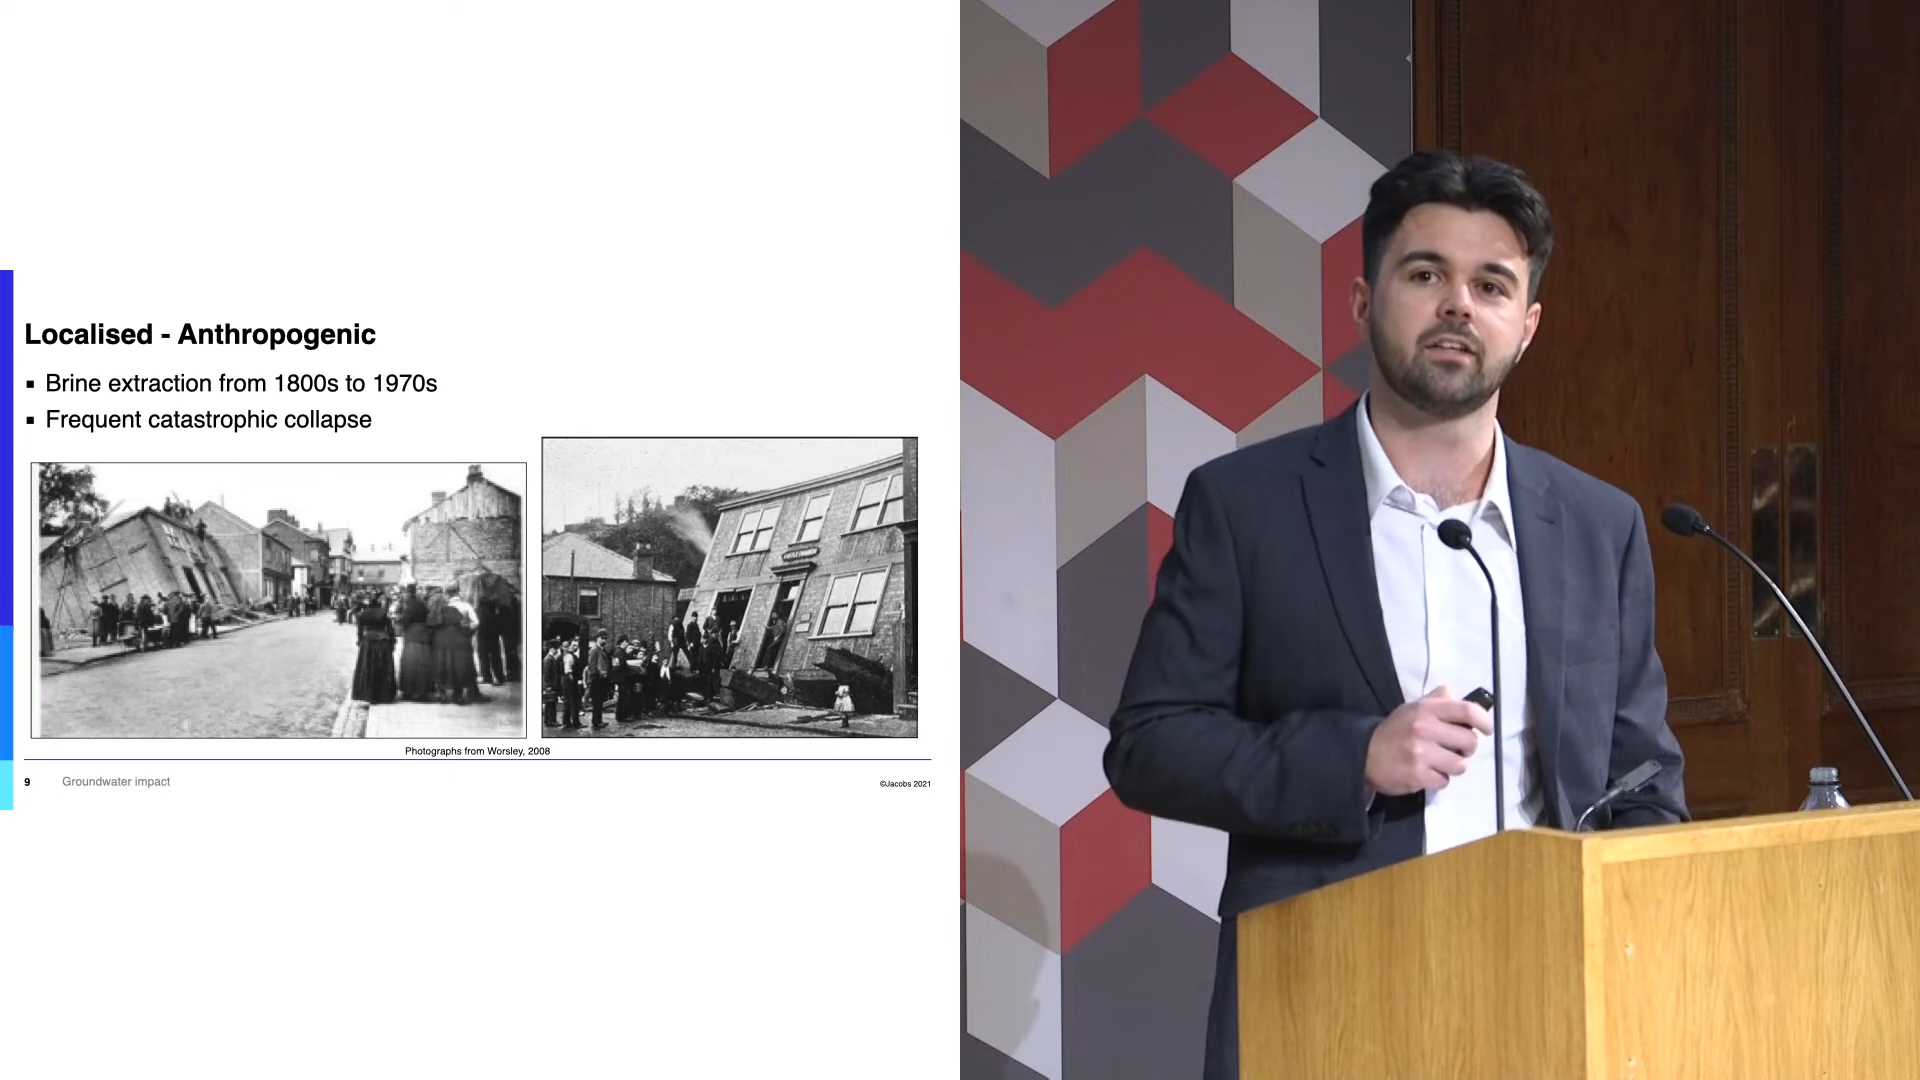 Localised - Anthropogenic
▪ Brine extraction from 1800s to 1970s
▪ Frequent catastrophic collapse
Photographs from Worsley, 2008
9 Groundwater impact ©Jacobs 2021